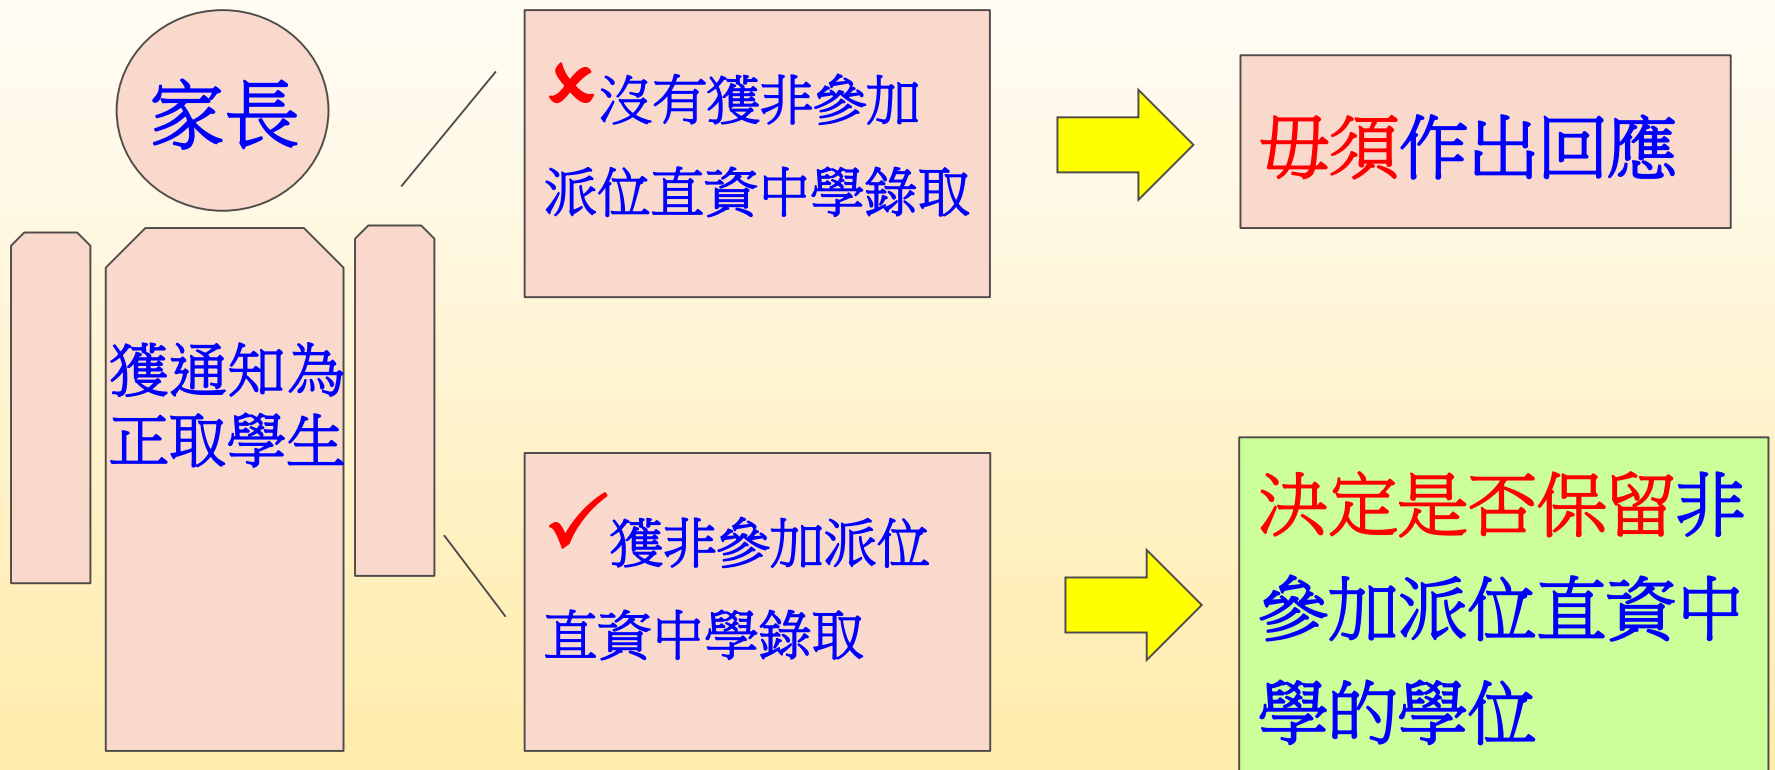 家長
獲通知為
正取學生
✘沒有獲非參加
派位直資中學錄取
毋須作出回應
✓獲非參加派位
直資中學錄取
決定是否保留非
參加派位直資中
學的學位